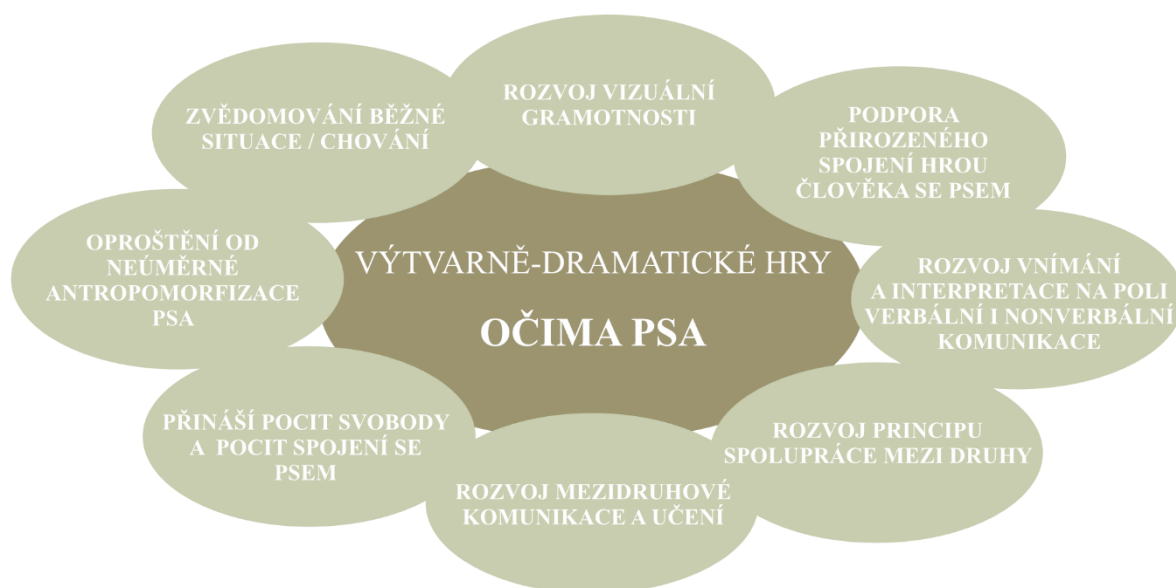 ROZVOJ VIZUÁLNÍ
GRAMOTNOSTI
ZVĚDOMOVÁNÍ BĚŽNÉ
SITUACE / CHOVÁNÍ
PODPORA
PŘIROZENÉHO
SPOJENÍ HROU
ČLOVĚKA SE PSEM
OPROŠTĚNÍ OD
NEÚMĚRNÉ
ANTROPOMORFIZACE
PSA
VÝTVARNĚ-DRAMATICKÉ HRY
OČIMA PSA
ROZVOJ VNÍMÁNÍ
A INTERPRETACE NA POLI
VERBÁLNÍ I NONVERBÁLNÍ
KOMUNIKACE
PŘINÁŠÍ POCIT SVOBODY
A POCIT SPOJENÍ SE
PSEM
ROZVOJ MEZIDRUHOVÉ
KOMUNIKACE A UČENÍ
ROZVOJ PRINCIPU
SPOLUPRÁCE MEZI DRUHY